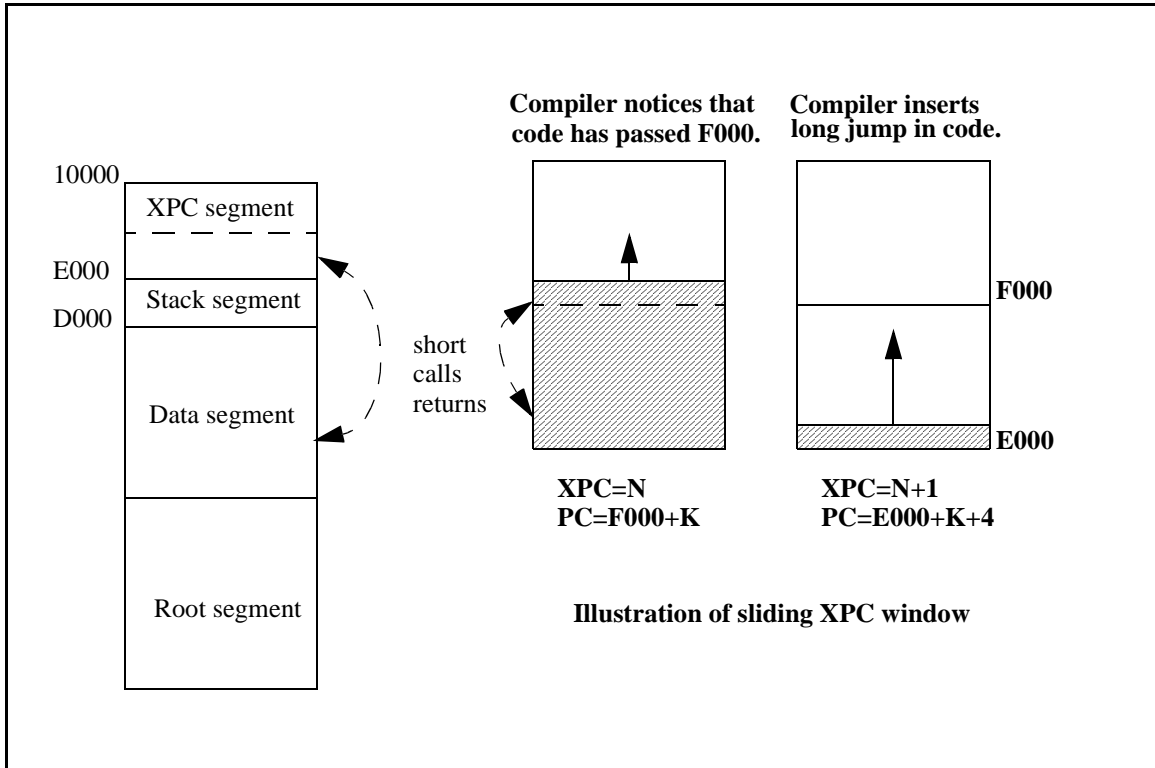 Compiler notices that
code has passed F000.
Compiler inserts
long jump in code.
10000
XPC segment
E000
Stack segment
D000
Data segment
Root segment
short
calls
returns
F000
E000
XPC=N
PC=F000+K
XPC=N+1
PC=E000+K+4
Illustration of sliding XPC window